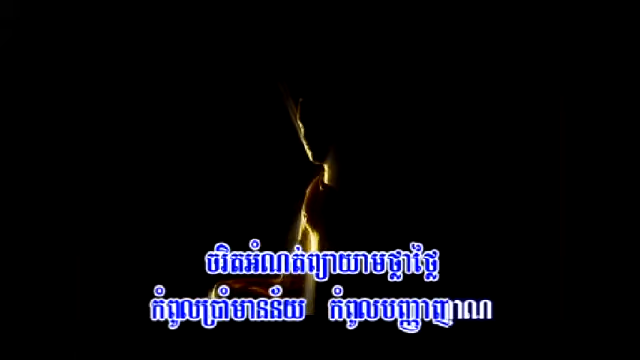 ចរិតអំណត់ព្យាយាមថ្លាថ្លៃ
កំពូលប្រាំមានន័យ កំពូលបញ្ញាញាណ